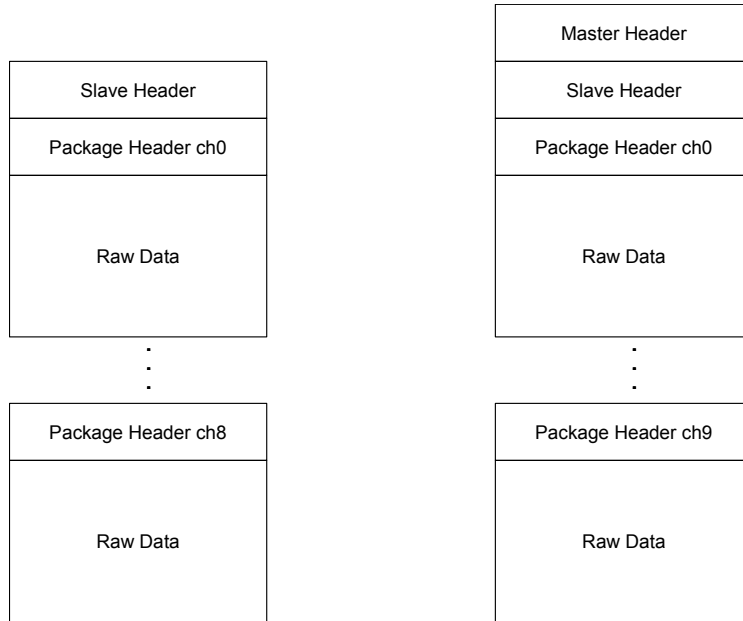 Slave Header
Package Header ch0
Raw Data
Package Header ch8
Raw Data
Master Header
Slave Header
Package Header ch0
Raw Data
Package Header ch9
Raw Data